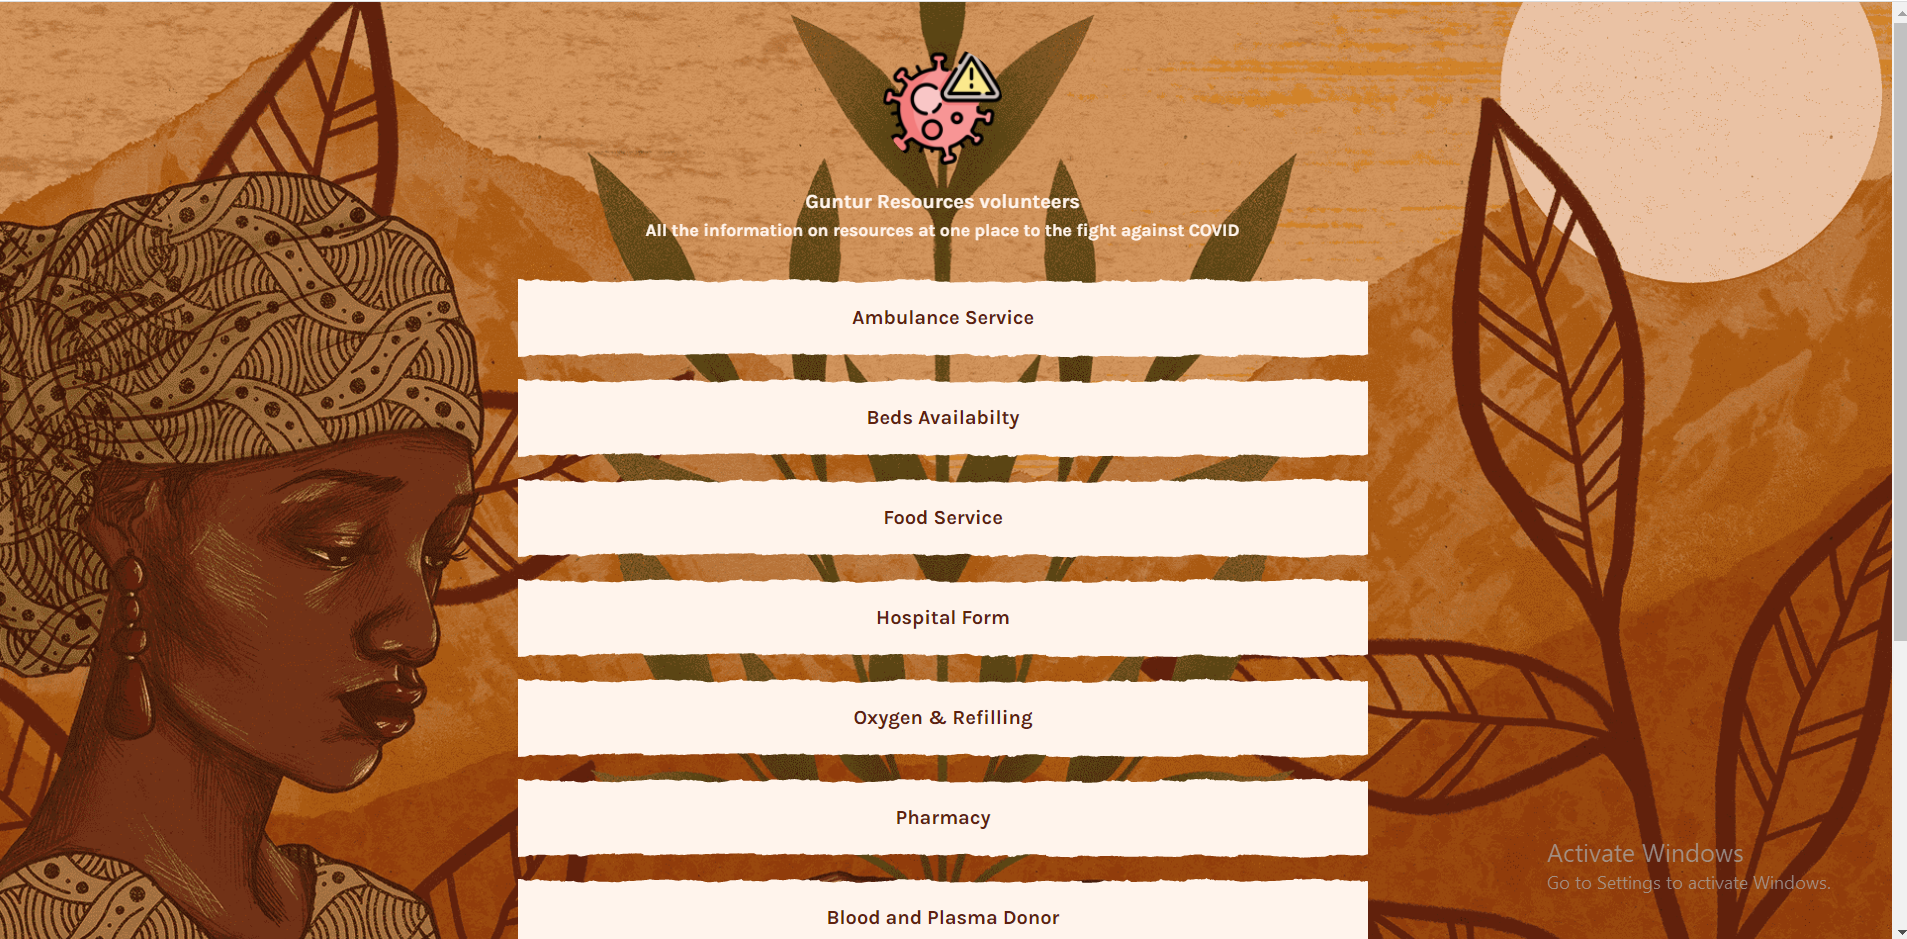 Guntur Resources volunteers
All the information on resources at one place to the fight against COVID
Ambulance Service
Beds Availabilty
Food Service
Hospital Form
Oxygen & Refilling
Pharmacy
Blood and Plasma Donor
Activate Windows
Go to Settings to activate Windows.